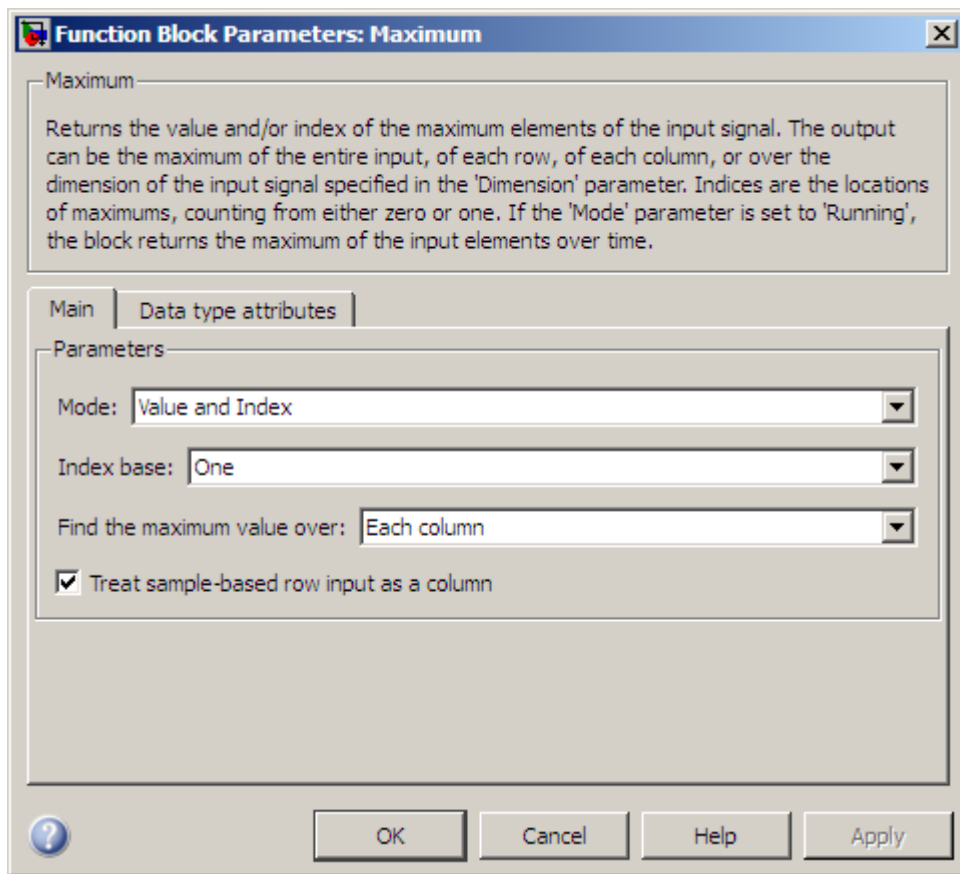 Function Block Parameters: Maximum
Maximum
Returns the value and/or index of the maximum elements of the input signal. The output
can be the maximum of the entire input, of each row, of each column, or over the
dimension of the input signal specified in the 'Dimension' parameter. Indices are the locations
of maximums, counting from either zero or one. If the 'Mode' parameter is set to 'Running',
the block returns the maximum of the input elements over time.
Main Data type attributes
Parameters
Mode: Value and Index
Index base: One
Find the maximum value over: Each column
Treat sample-based row input as a column
OK Cancel Help Apply